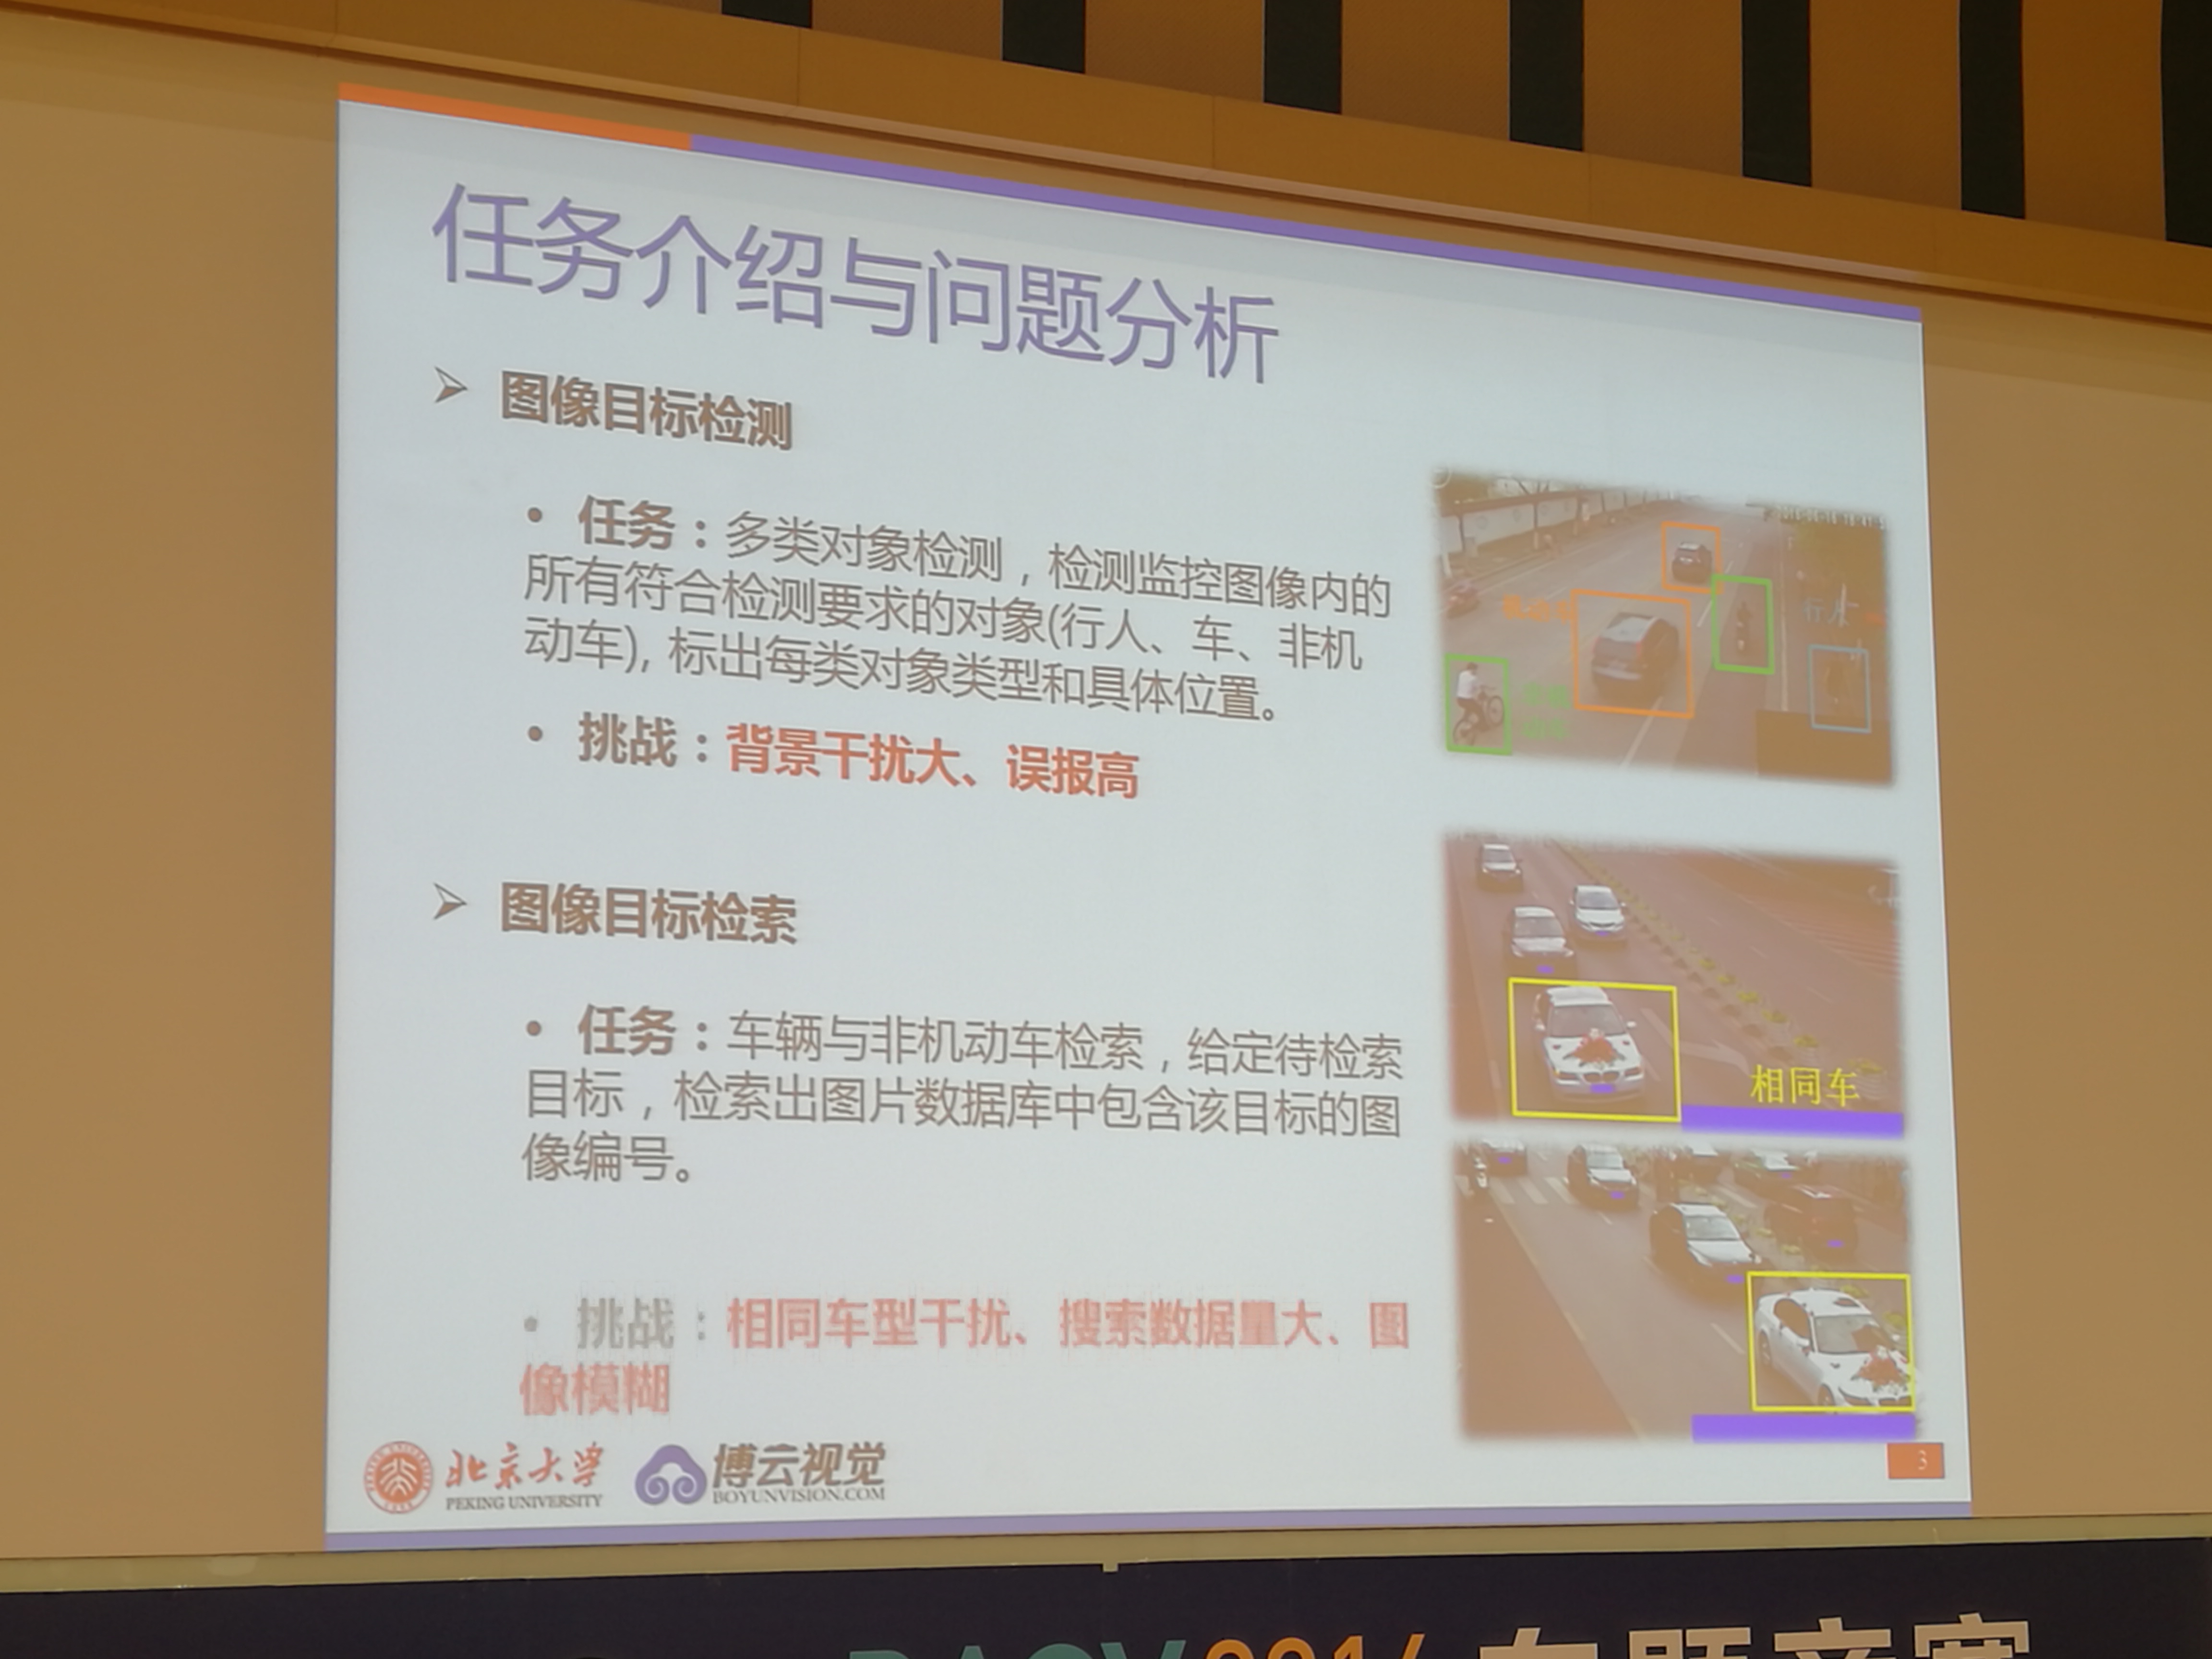 任务介绍与问题分析
➢ 图像目标检测
• 任务：多类对象检测，检测监控图像内的
所有符合检测要求的对象(行人、车、非机
动车), 标出每类对象类型和具体位置。
• 挑战：背景干扰大、误报高
行人
➢ 图像目标检索
• 任务：车辆与非机动车检索，给定待检索
目标，检索出图片数据库中包含该目标的图
像编号。
相同车
• 挑战：相同车型干扰、搜索数据量大、图
像模糊
北京大学
PEKING UNIVERSITY
博云视觉
BOYUNVISION.COM
3